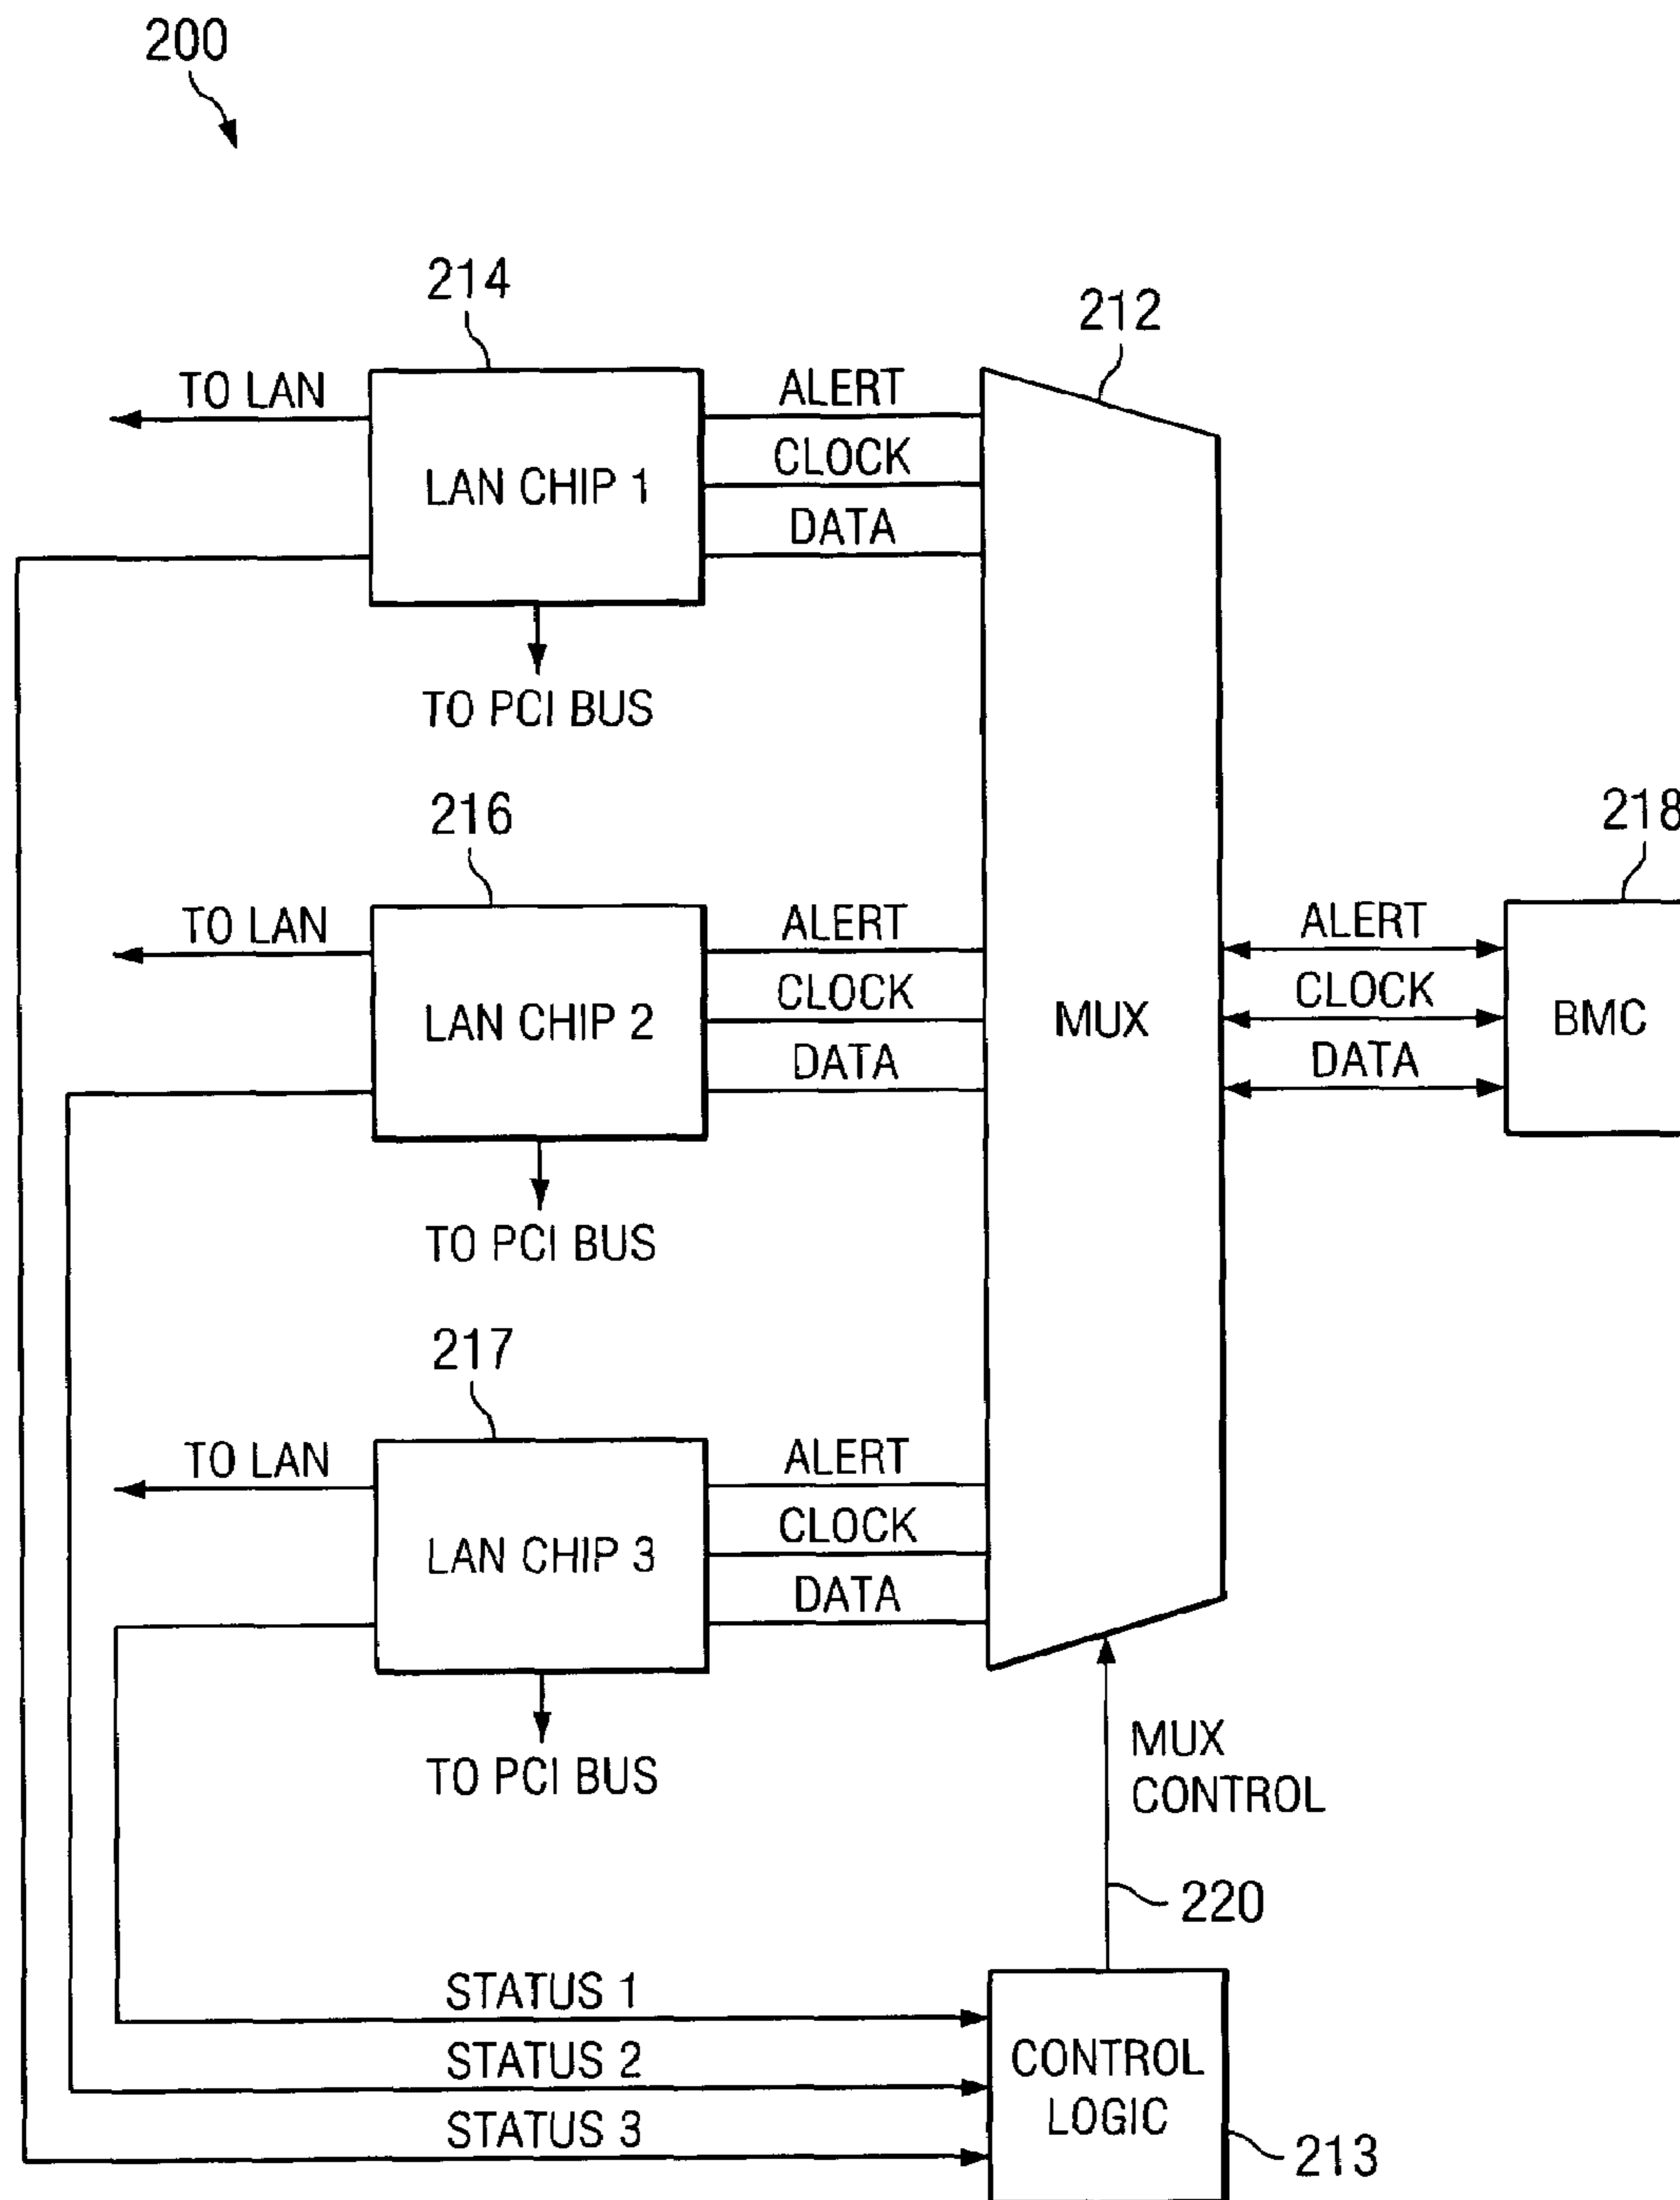 200
214
212
TO LAN
ALERT
CLOCK
LAN CHIP 1
DATA
TO PCI BUS
216
218
TO LAN
ALERT
ALERT
CLOCK
CLOCK
LAN CHIP 2
MUX
BMC
DATA
DATA
TO PCI BUS
217
TO LAN
ALERT
CLOCK
LAN CHIP 3
DATA
TO PCI BUS
MUX
CONTROL
220
STATUS 1
STATUS 2
CONTROL
LOGIC
STATUS 3
213